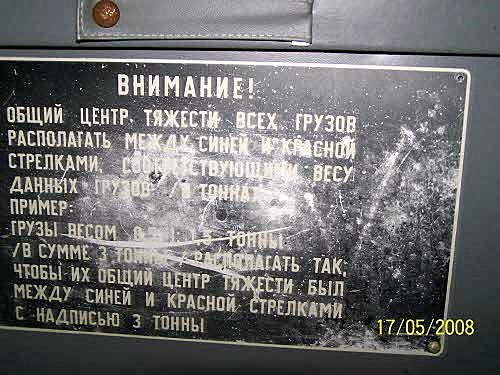 ВНИМАНИЕ!
ОБЩИЙ ЦЕНТР ТЯЖЕСТИ ВСЕХ ГРУЗОВ
РАСПОЛАГАТЬ МЕЖДУ СИНЕЙ И КРАСНОЙ
СТРЕЛКАМИ, СООТВЕТСТВУЮЩИМИ ВЕСУ
ДАННЫХ ГРУЗОВ /В ТОННАХ/
ПРИМЕР:
ГРУЗЫ ВЕСОМ 1,5 ТОННЫ
/В СУММЕ 3 ТОННЫ/ РАСПОЛАГАТЬ ТАК,
ЧТОБЫ ИХ ОБЩИЙ ЦЕНТР ТЯЖЕСТИ БЫЛ
МЕЖДУ СИНЕЙ И КРАСНОЙ СТРЕЛКАМИ
С НАДПИСЬЮ 3 ТОННЫ
17/05/2008